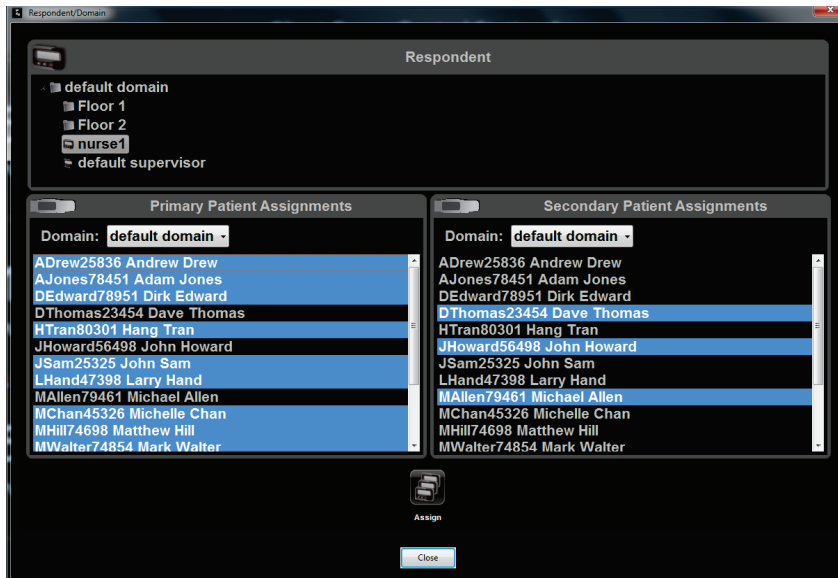 Respondent/Domain
Respondent
default domain
Floor 1
Floor 2
nurse1
default supervisor
Primary Patient Assignments
Domain: default domain
ADrew25836 Andrew Drew
AJones78451 Adam Jones
DEdward78951 Dirk Edward
DThomas23454 Dave Thomas
HTran80301 Hang Tran
JHoward56498 John Howard
JSam25325 John Sam
LHand47398 Larry Hand
MAllen79461 Michael Allen
MChan45326 Michelle Chan
MHill74698 Matthew Hill
MWalter74854 Mark Walter
Secondary Patient Assignments
Domain: default domain
ADrew25836 Andrew Drew
AJones78451 Adam Jones
DEdward78951 Dirk Edward
DThomas23454 Dave Thomas
HTran80301 Hang Tran
JHoward56498 John Howard
JSam25325 John Sam
LHand47398 Larry Hand
MAllen79461 Michael Allen
MChan45326 Michelle Chan
MHill74698 Matthew Hill
MWalter74854 Mark Walter
Assign
Close